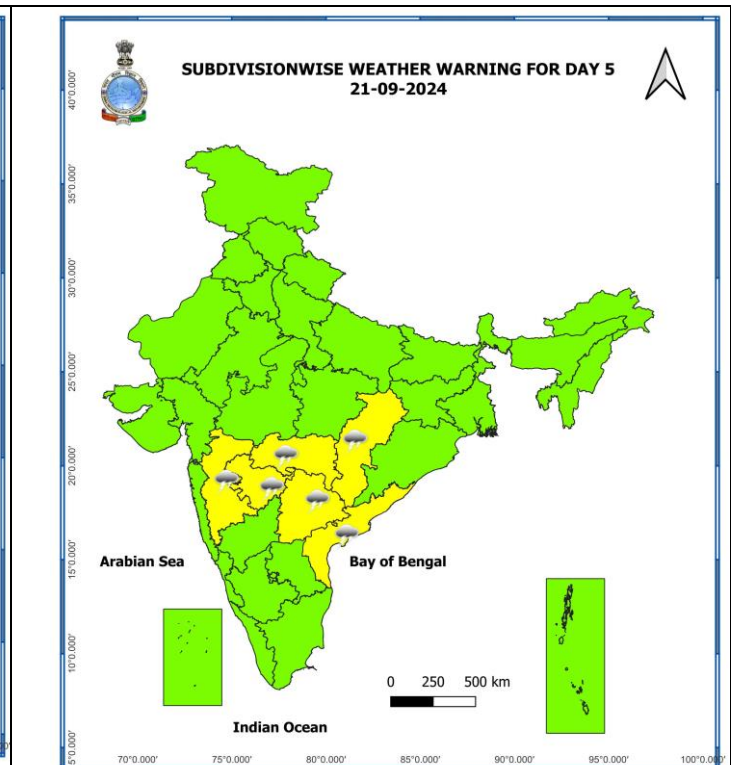 SUBDIVISIONWISE WEATHER WARNING FOR DAY 5
21-09-2024
40°0.000'
35°0.000'
30°0.000'
25°0.000'
20°0.000'
15°0.000'
10°0.000'
5°0.000'
Arabian Sea
Bay of Bengal
0 250 500 km
Indian Ocean
70°0.000' 75°0.000' 80°0.000' 85°0.000' 90°0.000' 95°0.000' 100°0.000'